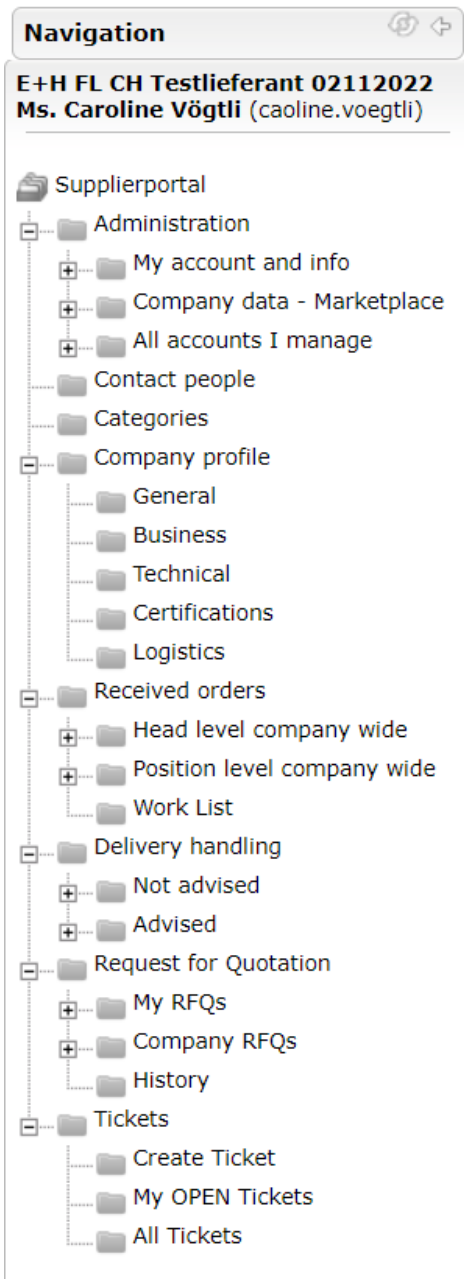 Navigation
E+H FL CH Testlieferant 02112022
Ms. Caroline Vögtli (caoline.voegtli)
Supplierportal
Administration
My account and info
Company data - Marketplace
All accounts I manage
Contact people
Categories
Company profile
General
Business
Technical
Certifications
Logistics
Received orders
Head level company wide
Position level company wide
Work List
Delivery handling
Not advised
Advised
Request for Quotation
My RFQs
Company RFQs
History
Tickets
Create Ticket
My OPEN Tickets
All Tickets